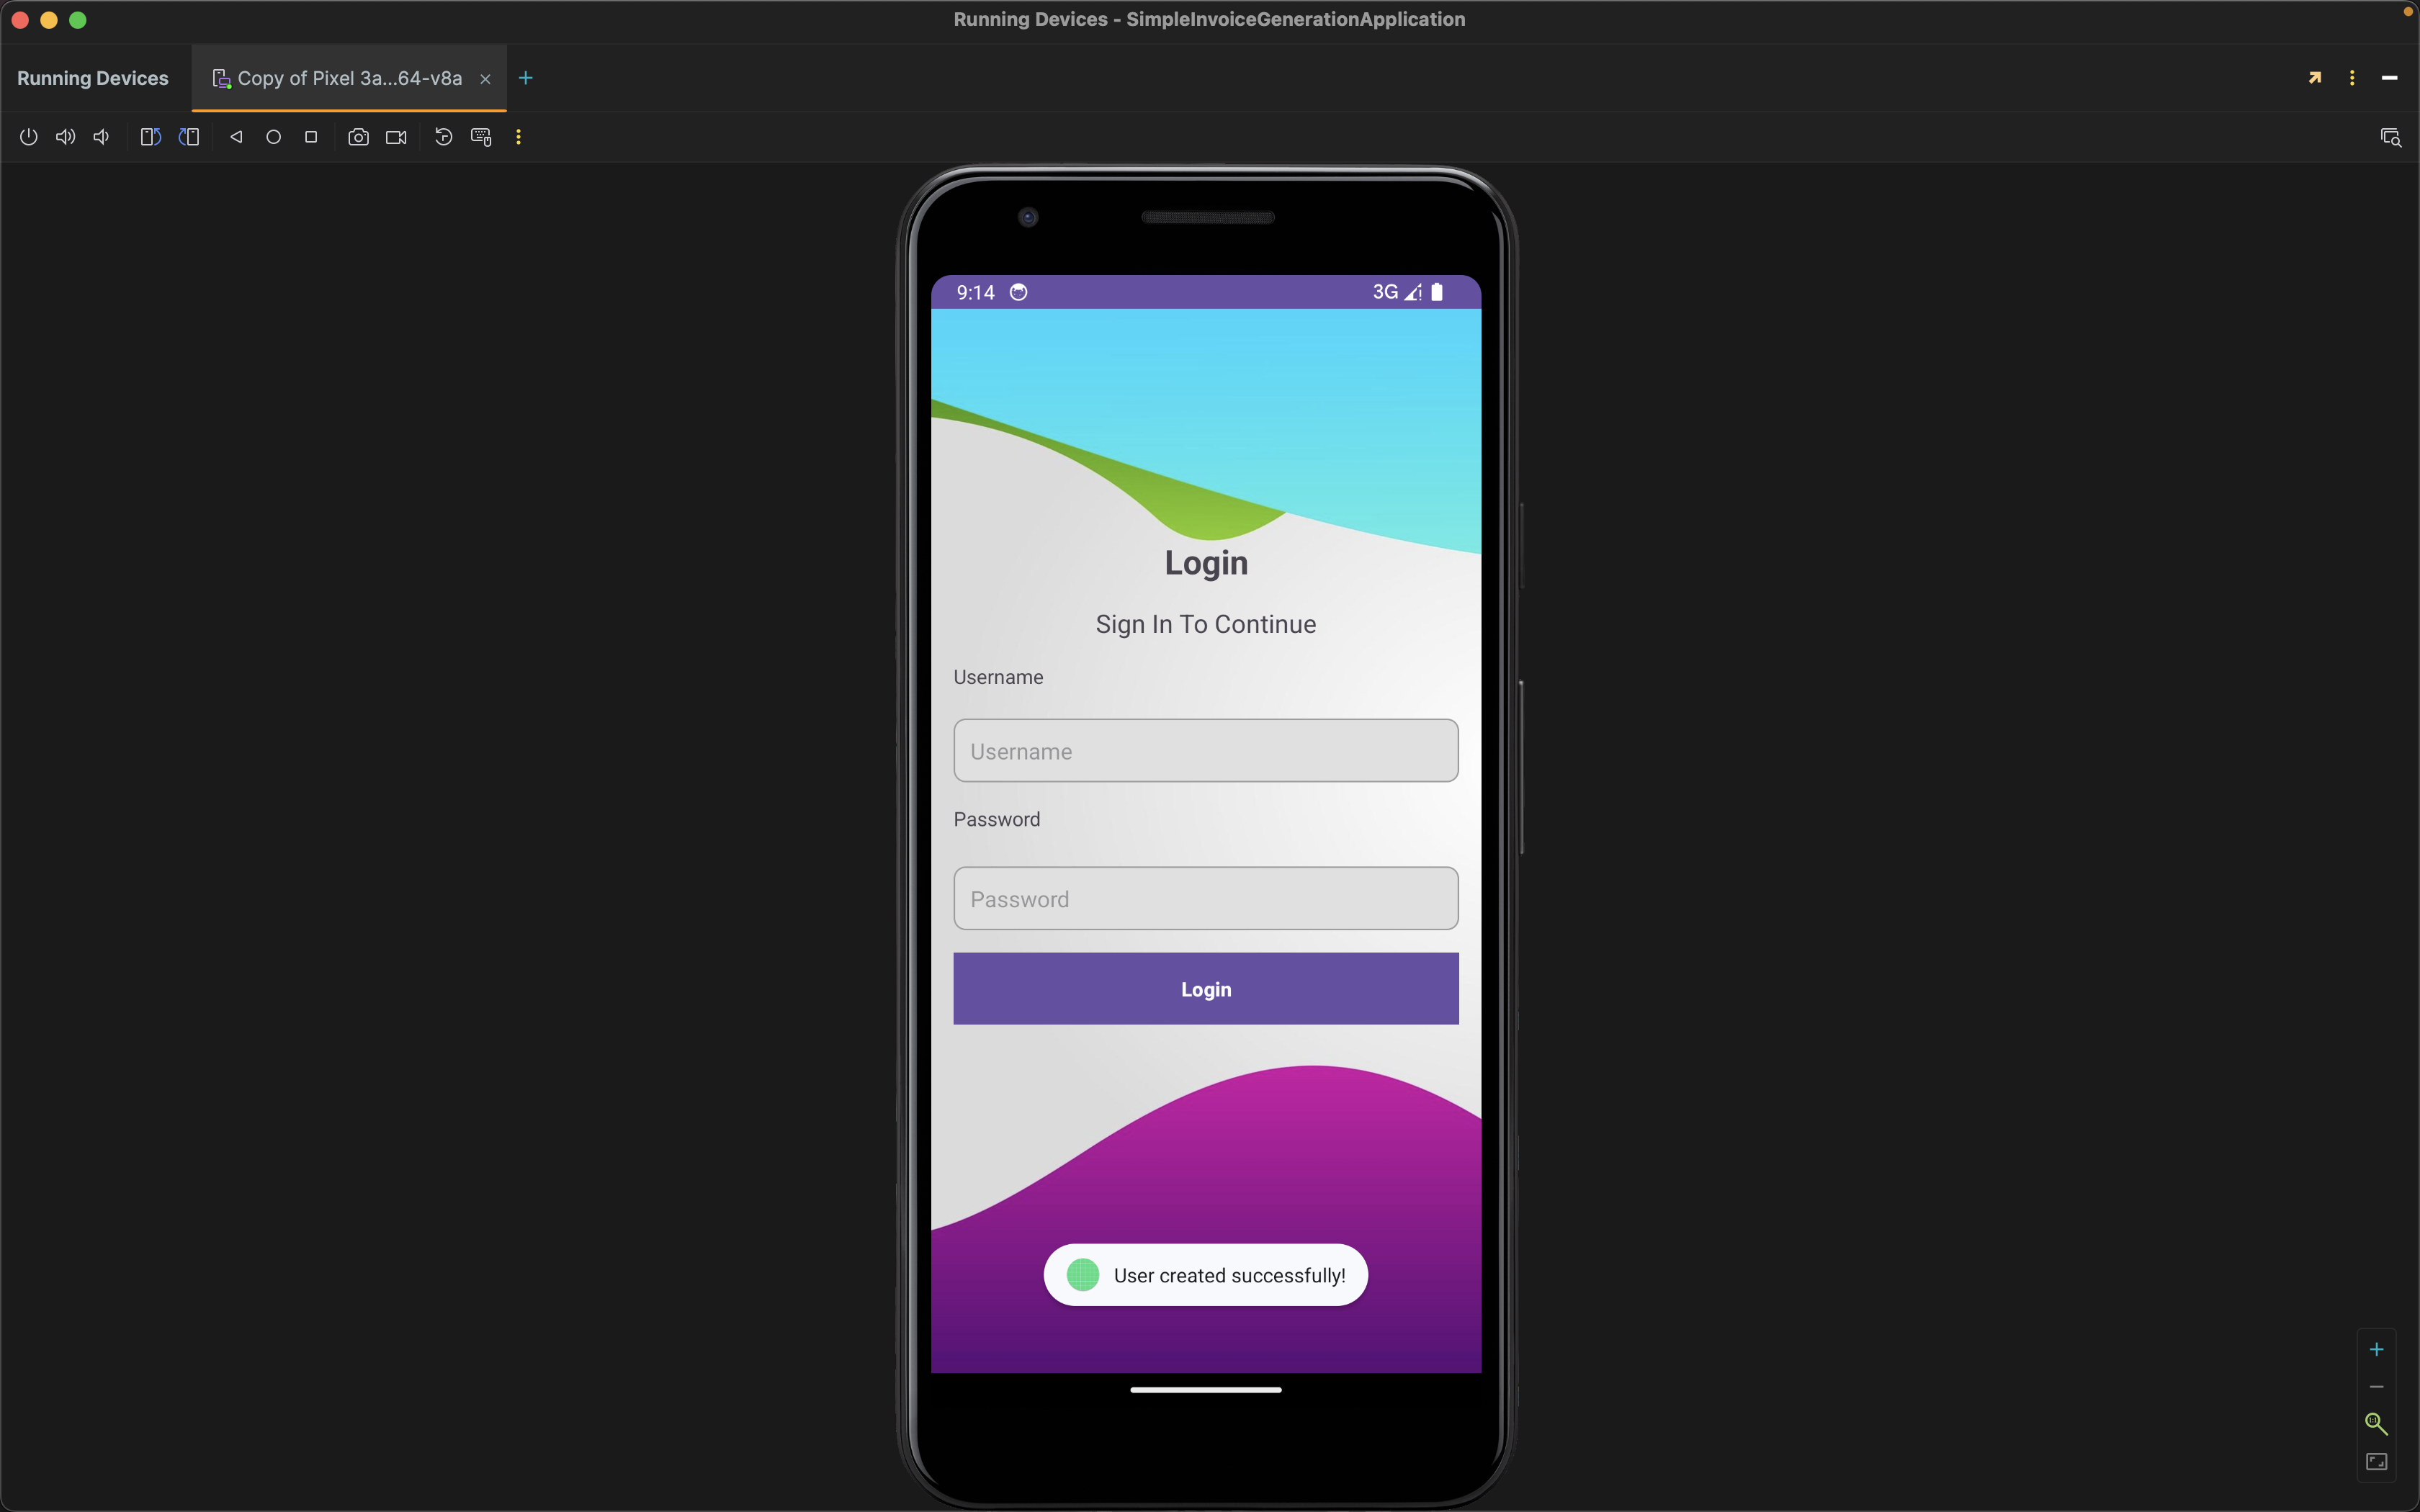 Running Devices - SimpleInvoiceGenerationApplication
Running Devices
Copy of Pixel 3a...64-v8a
9:14
3G
Login
Sign In To Continue
Username
Username
Password
Password
Login
User created successfully!